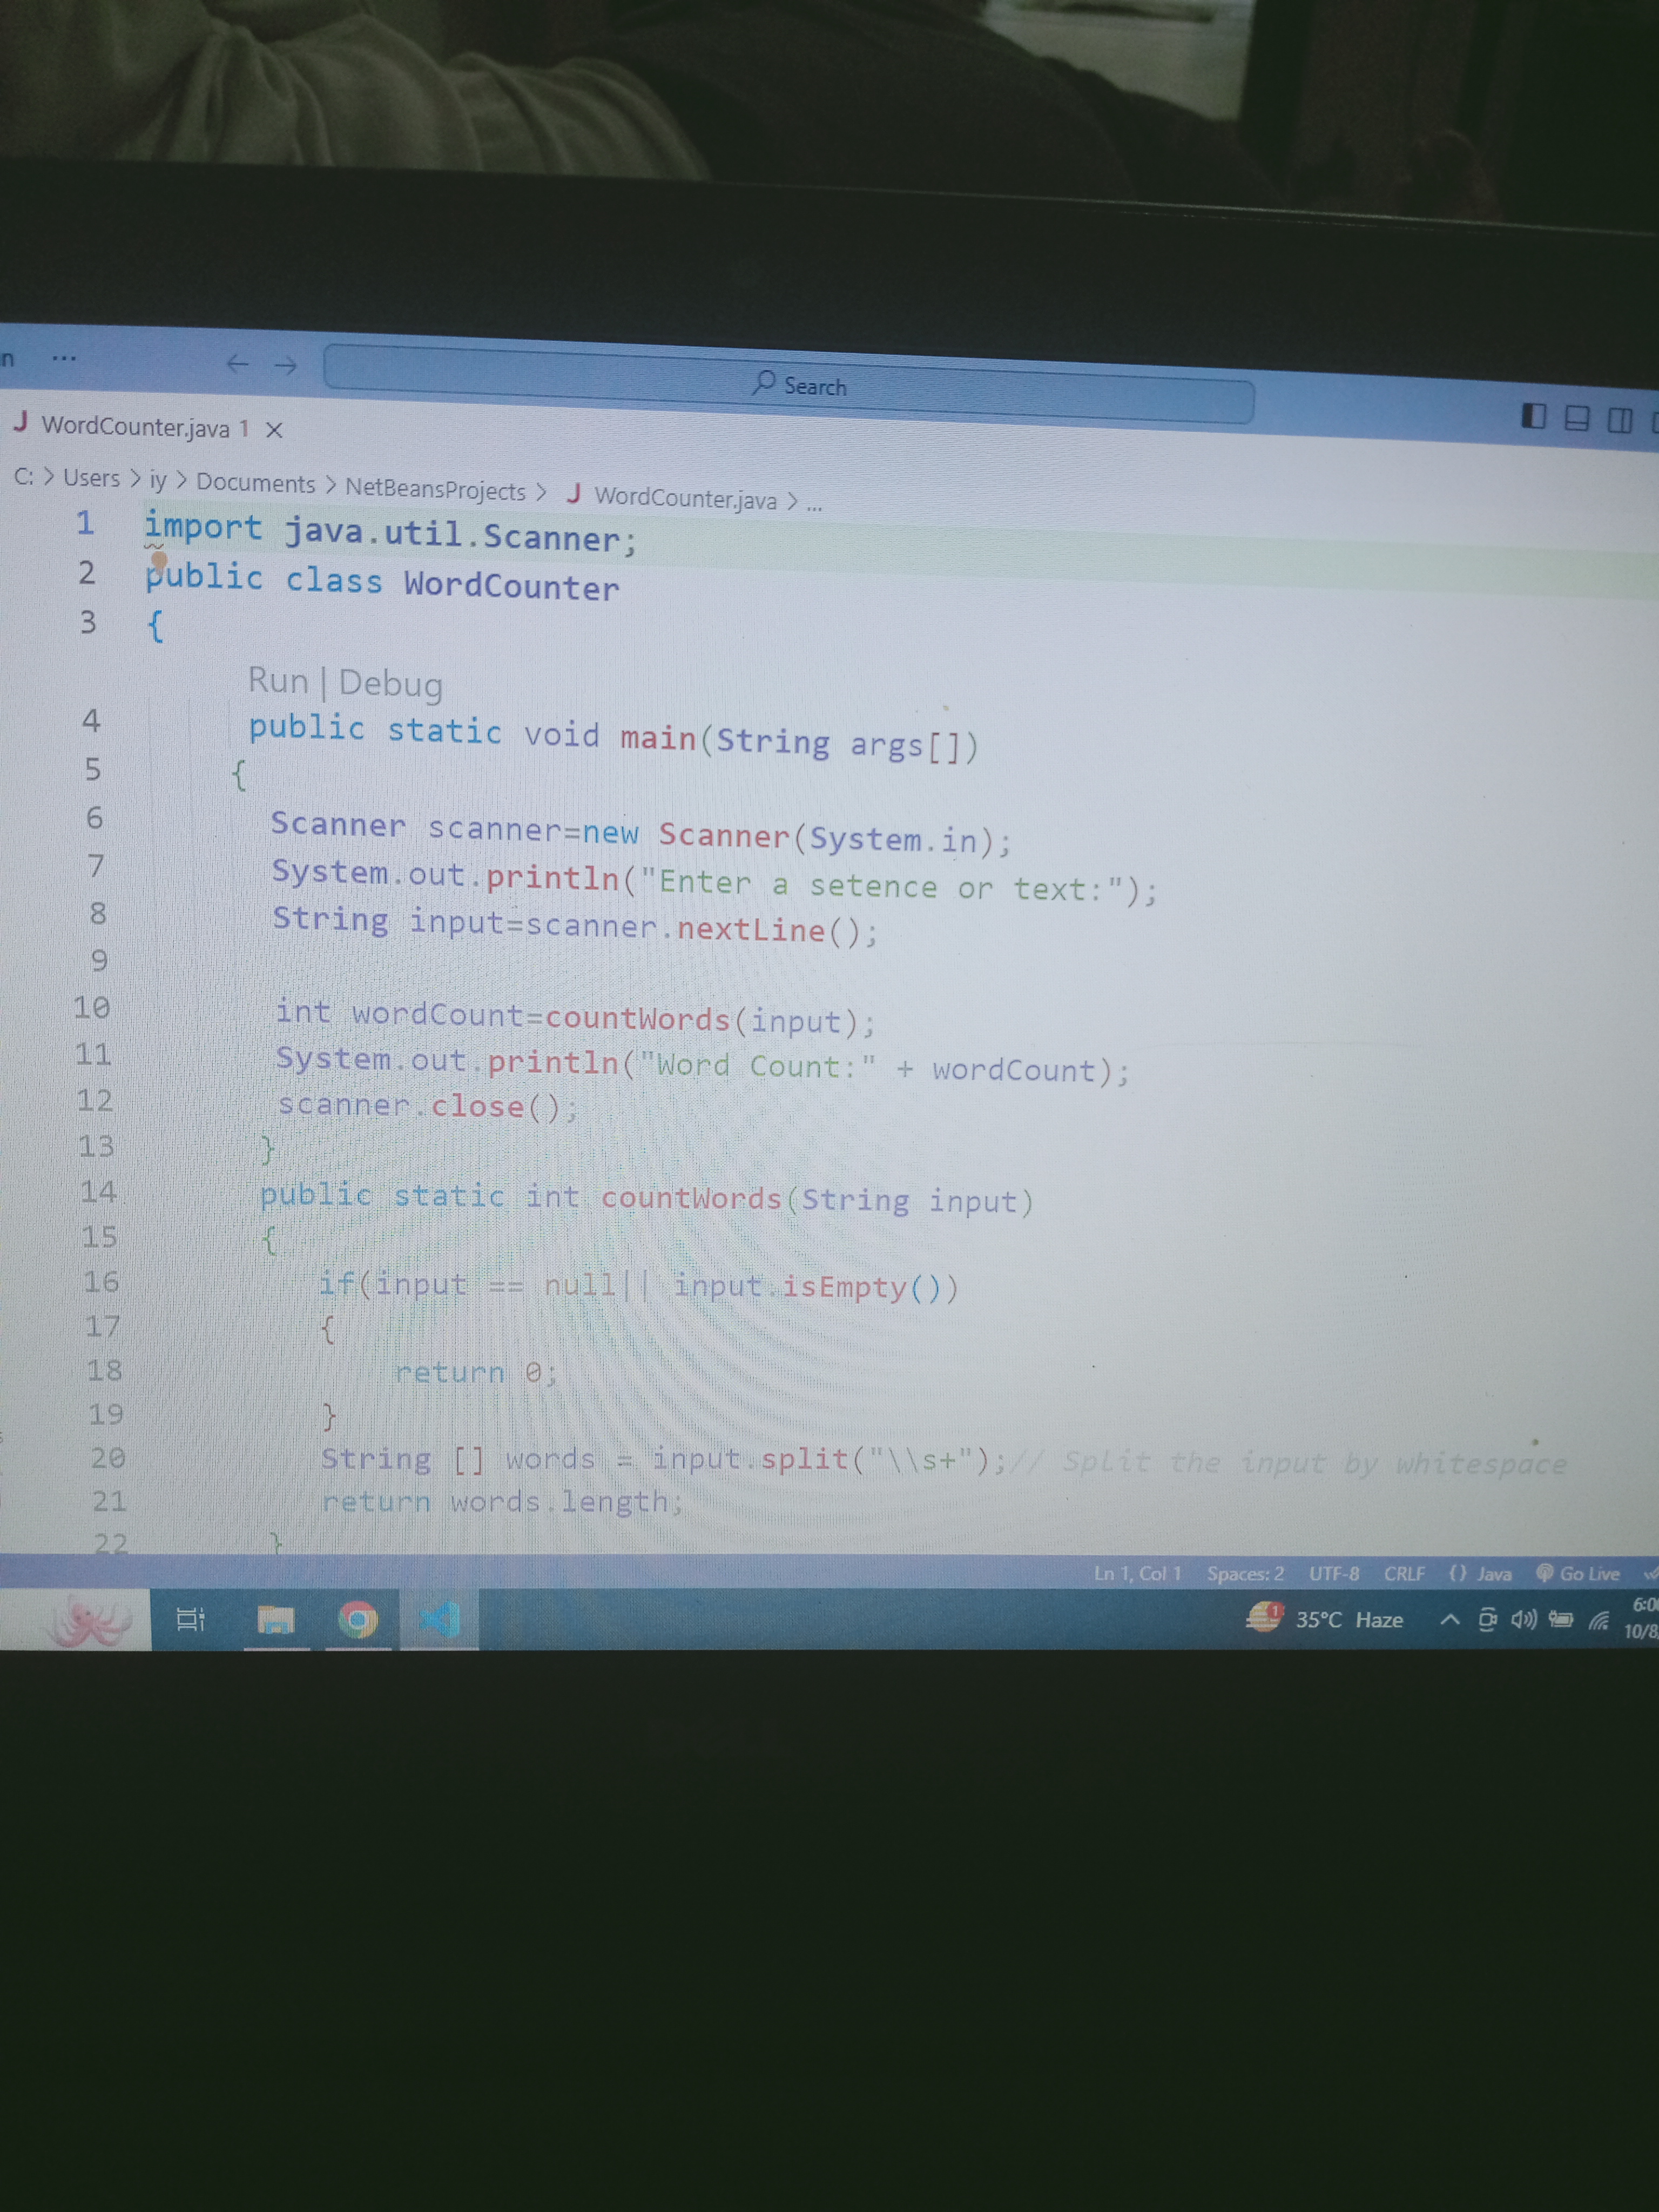 n ...
← → Search
J WordCounter.java 1 ×
C: > Users > iy > Documents > NetBeansProjects > J WordCounter.java > ...
1 import java.util.Scanner;
2 public class WordCounter
3 {
Run | Debug
4 public static void main(String args[])
5 {
6 Scanner scanner=new Scanner(System.in);
7 System.out.println("Enter a setence or text:");
8 String input=scanner.nextLine();
9
10 int wordCount=countWords(input);
11 System.out.println("Word Count:" + wordCount);
12 scanner.close();
13 }
14 public static int countWords(String input)
15 {
16 if(input == null|| input.isEmpty())
17 {
18 return 0;
19 }
20 String [] words = input.split("\\s+");// Split the input by whitespace
21 return words.length;
22 }
Ln 1, Col 1 Spaces: 2 UTF-8 CRLF {} Java Go Live
1 35°C Haze
6:0
10/8